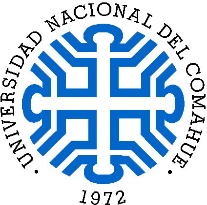 · UNIVERSIDAD NACIONAL DEL COMAHUE ·
1972